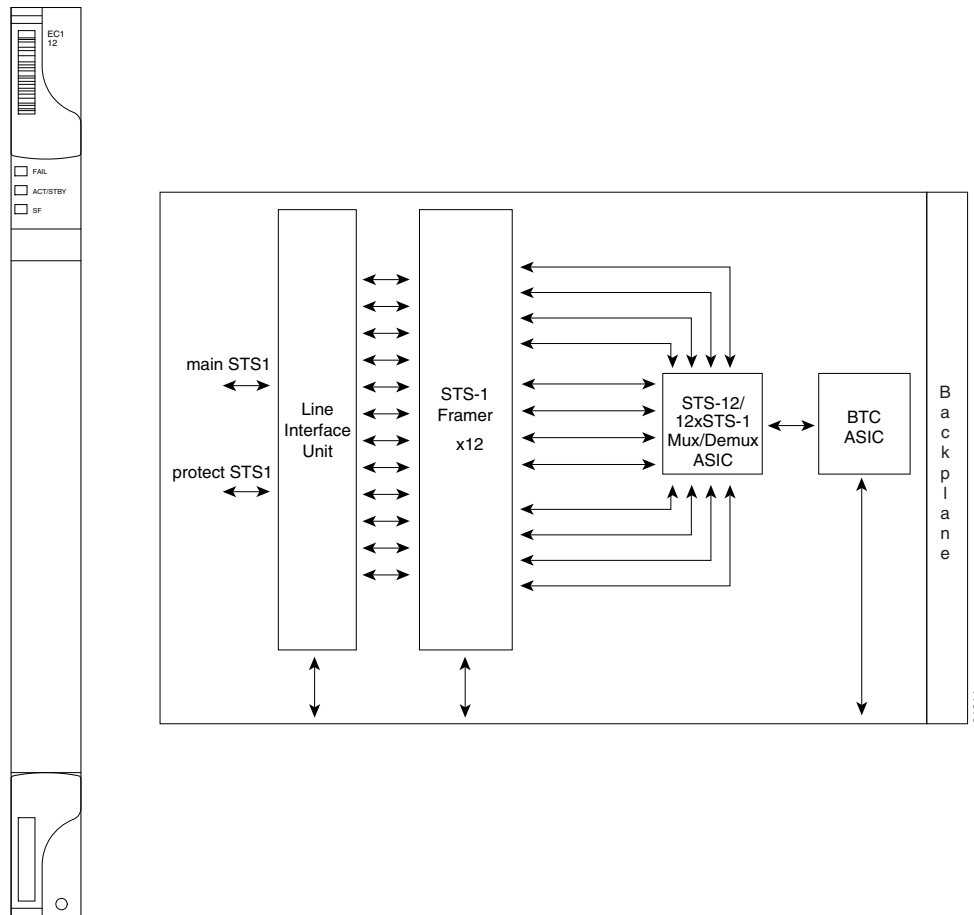 EC1
12
FAIL
ACT/STBY
SF
main STS1
protect STS1
Line
Interface
Unit
STS-1
Framer
x12
STS-12/
12xSTS-1
Mux/Demux
ASIC
BTC
ASIC
Backplane